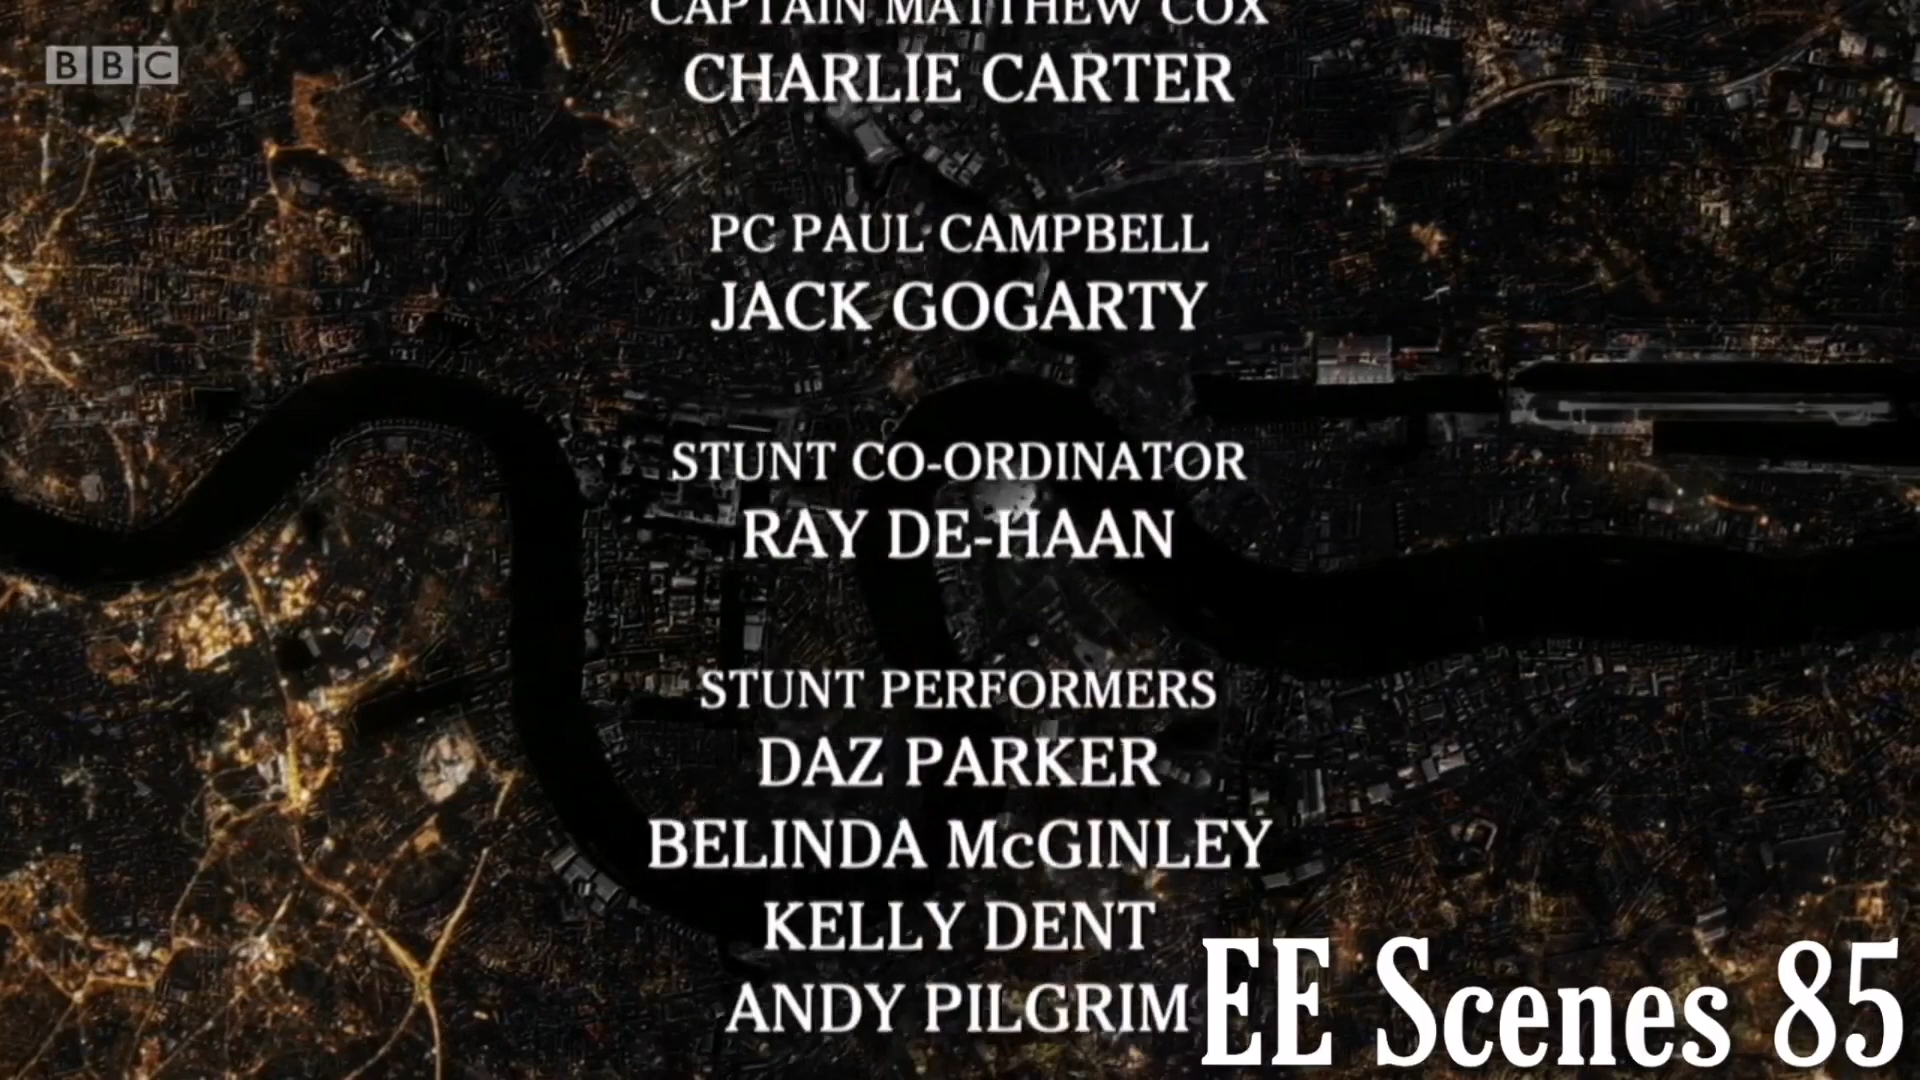 CAPTAIN MATTHEW COX
BBC
CHARLIE CARTER
PC PAUL CAMPBELL
JACK GOGARTY
STUNT CO-ORDINATOR
RAY DE-HAAN
STUNT PERFORMERS
DAZ PARKER
BELINDA McGINLEY
KELLY DENT
ANDY PILGRIM
EE Scenes 85